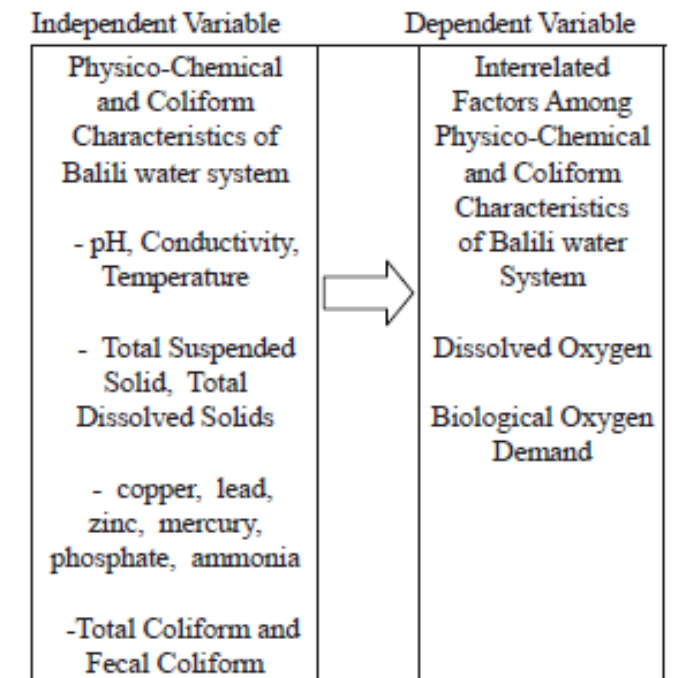 Independent Variable
Dependent Variable
Physico-Chemical
and Coliform
Characteristics of
Balili water system
- pH, Conductivity,
Temperature
- Total Suspended
Solid, Total
Dissolved Solids
- copper, lead,
zinc, mercury,
phosphate, ammonia
-Total Coliform and
Fecal Coliform
Interrelated
Factors Among
Physico-Chemical
and Coliform
Characteristics
of Balili water
System
Dissolved Oxygen
Biological Oxygen
Demand